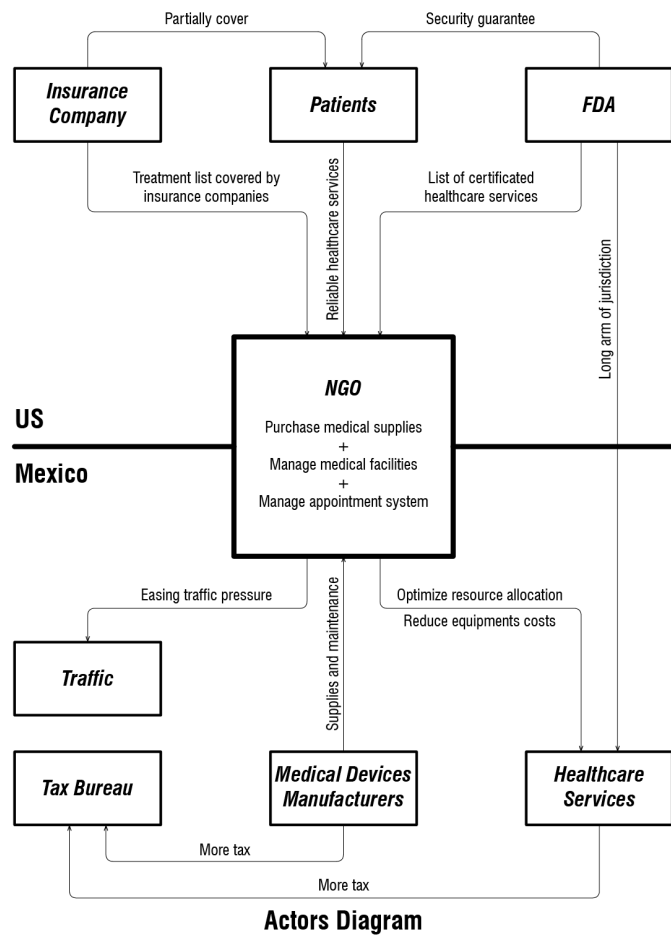 Partially cover
Security guarantee
Insurance
Company
Patients
FDA
Treatment list covered by
insurance companies
Reliable healthcare services
List of certificated
healthcare services
Long arm of jurisdiction
NGO
Purchase medical supplies
+
Manage medical facilities
+
Manage appointment system
US
Mexico
Easing traffic pressure
Supplies and maintenance
Optimize resource allocation
Reduce equipments costs
Traffic
Tax Bureau
Medical Devices
Manufacturers
Healthcare
Services
More tax
More tax
Actors Diagram